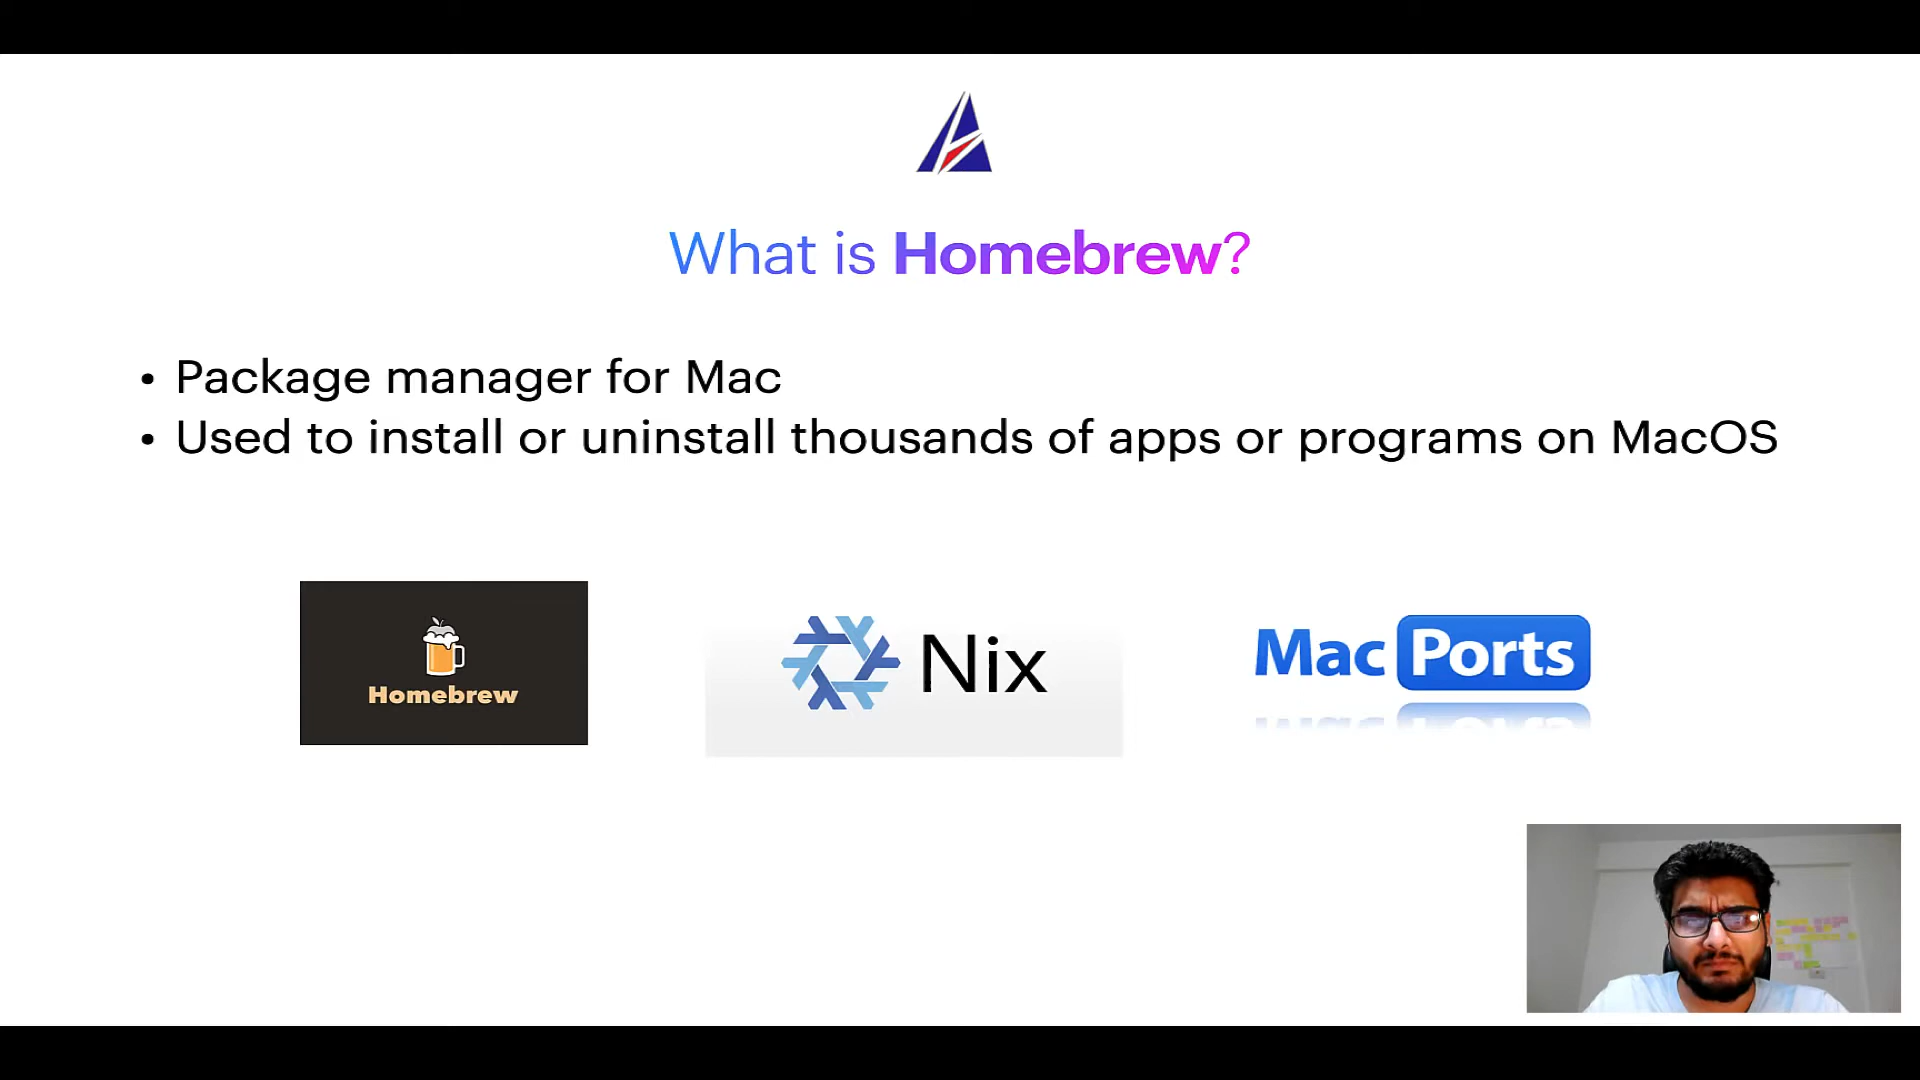 What is Homebrew?
• Package manager for Mac
• Used to install or uninstall thousands of apps or programs on MacOS
Homebrew
Nix
Mac Ports